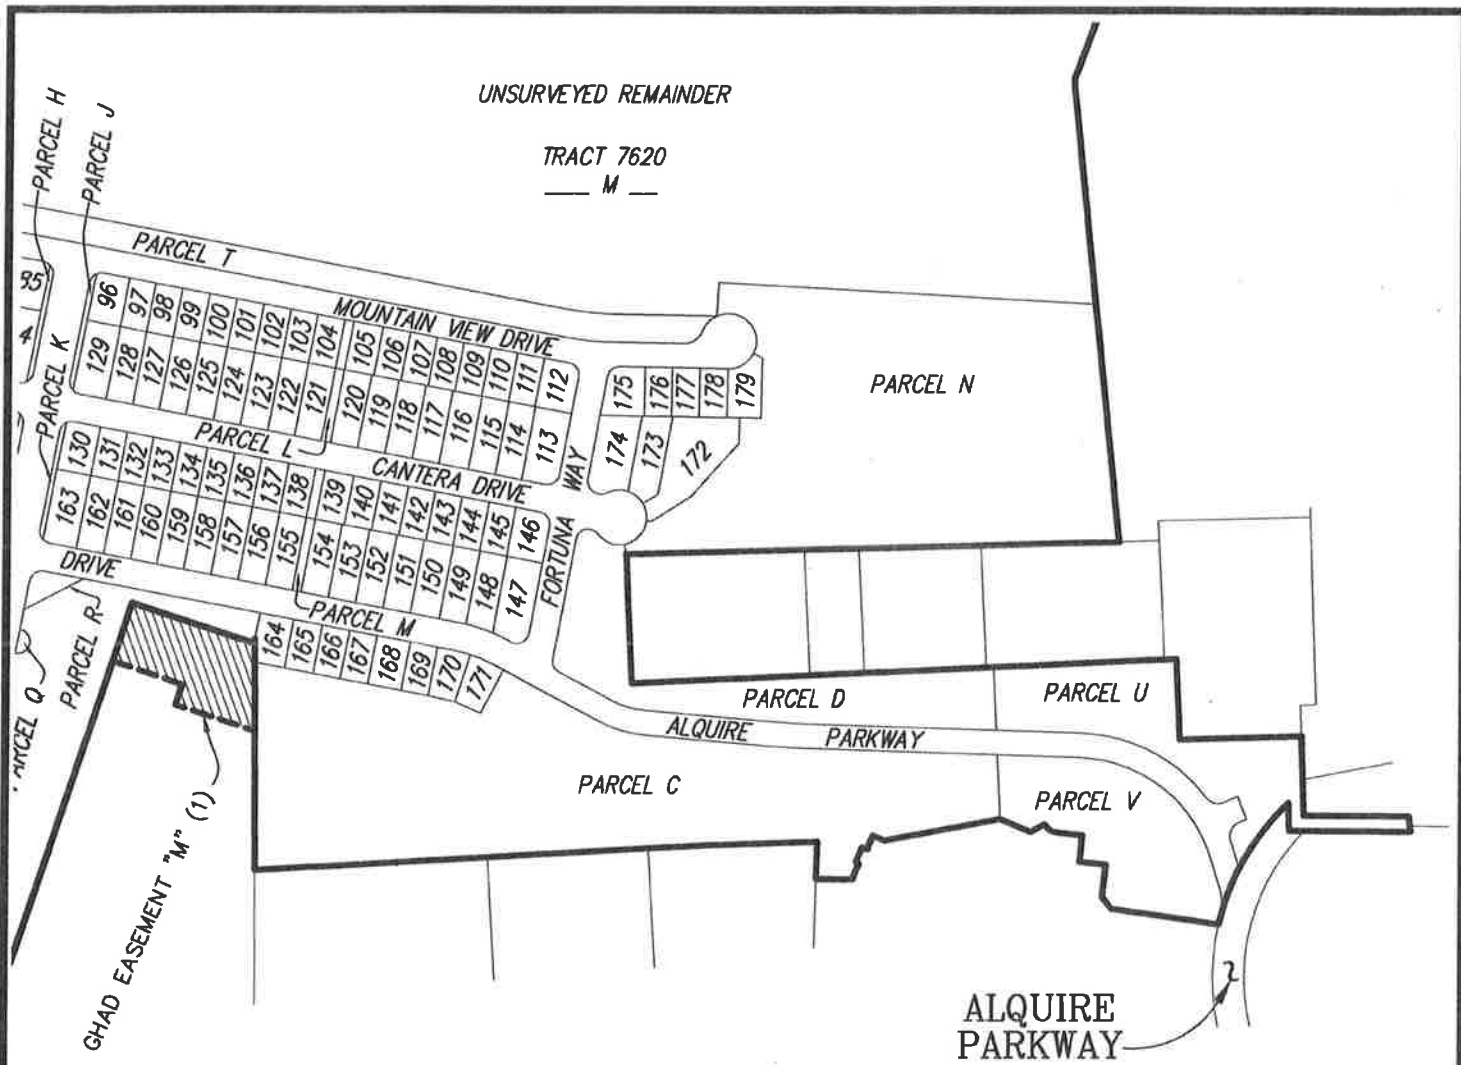 UNSURVEYED REMAINDER
TRACT 7620
___ M __
PARCEL H
PARCEL J
PARCEL T
MOUNTAIN VIEW DRIVE
96 97 98 99 100 101 102 103 104 105 106 107 108 109 110 111 112
129 128 127 126 125 124 123 122 121 120 119 118 117 116 115 114 113
4
PARCEL K
PARCEL L
CANTERA DRIVE
FORTUNA WAY
175 176 177 178 179
174 173 172
PARCEL N
130 131 132 133 134 135 136 137 138 139 140 141 142 143 144 145 146
163 162 161 160 159 158 157 156 155 154 153 152 151 150 149 148 147
DRIVE
PARCEL M
164 165 166 167 168 169 170 171
PARCEL R
ARCEL Q
PARCEL D
PARCEL U
ALQUIRE PARKWAY
PARCEL C
PARCEL V
GHAD EASEMENT "M" (1)
ALQUIRE
PARKWAY